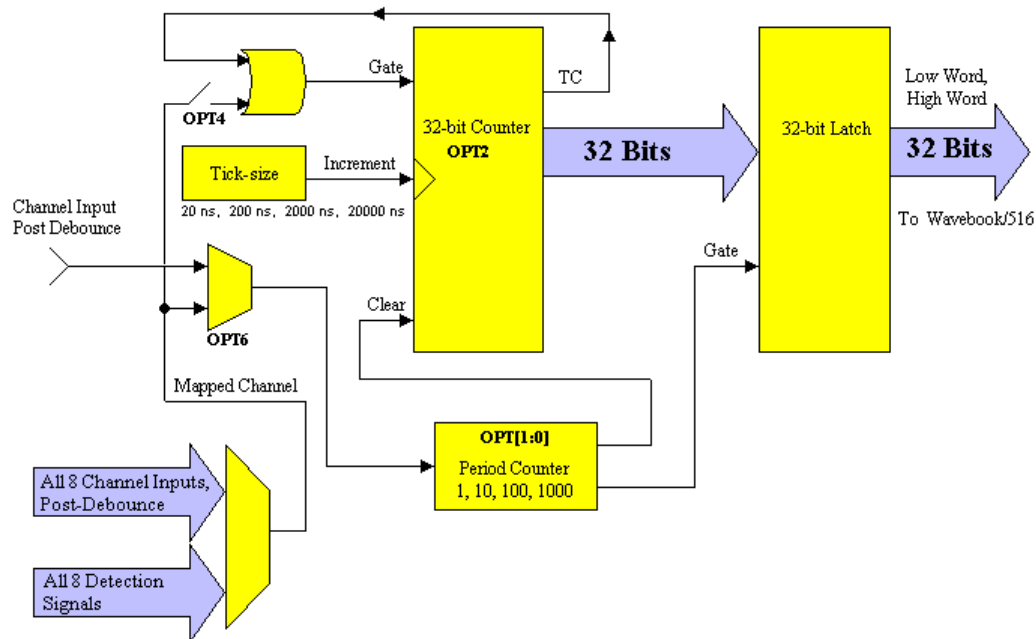 Gate
TC
Low Word,
High Word
OPT4
32-bit Counter
OPT2
32 Bits
32-bit Latch
32 Bits
Tick-size
Increment
20 ns, 200 ns, 2000 ns, 20000 ns
Channel Input
Post Debounce
To Wavebook/516
Gate
Clear
OPT6
Mapped Channel
OPT[1:0]
Period Counter
1, 10, 100, 1000
All 8 Channel Inputs,
Post-Debounce
All 8 Detection
Signals